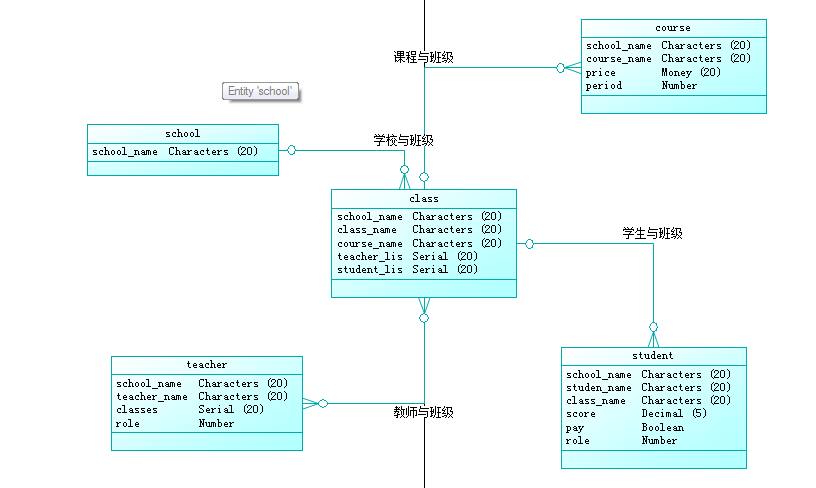 course
school_name Characters (20)
course_name Characters (20)
price Money (20)
period Number
课程与班级
Entity 'school'
school
school_name Characters (20)
学校与班级
class
school_name Characters (20)
class_name Characters (20)
course_name Characters (20)
teacher_lis Serial (20)
student_lis Serial (20)
学生与班级
student
school_name Characters (20)
studen_name Characters (20)
class_name Characters (20)
score Decimal (5)
pay Boolean
role Number
teacher
school_name Characters (20)
teacher_name Characters (20)
classes Serial (20)
role Number
教师与班级